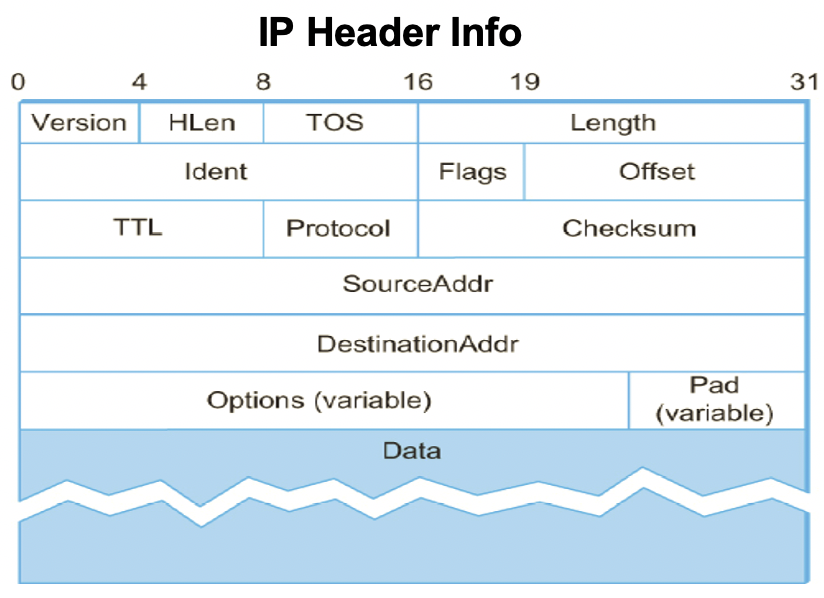 IP Header Info
0 4 8 16 19 31
Version HLen TOS Length
Ident Flags Offset
TTL Protocol Checksum
SourceAddr
DestinationAddr
Options (variable) Pad
(variable)
Data